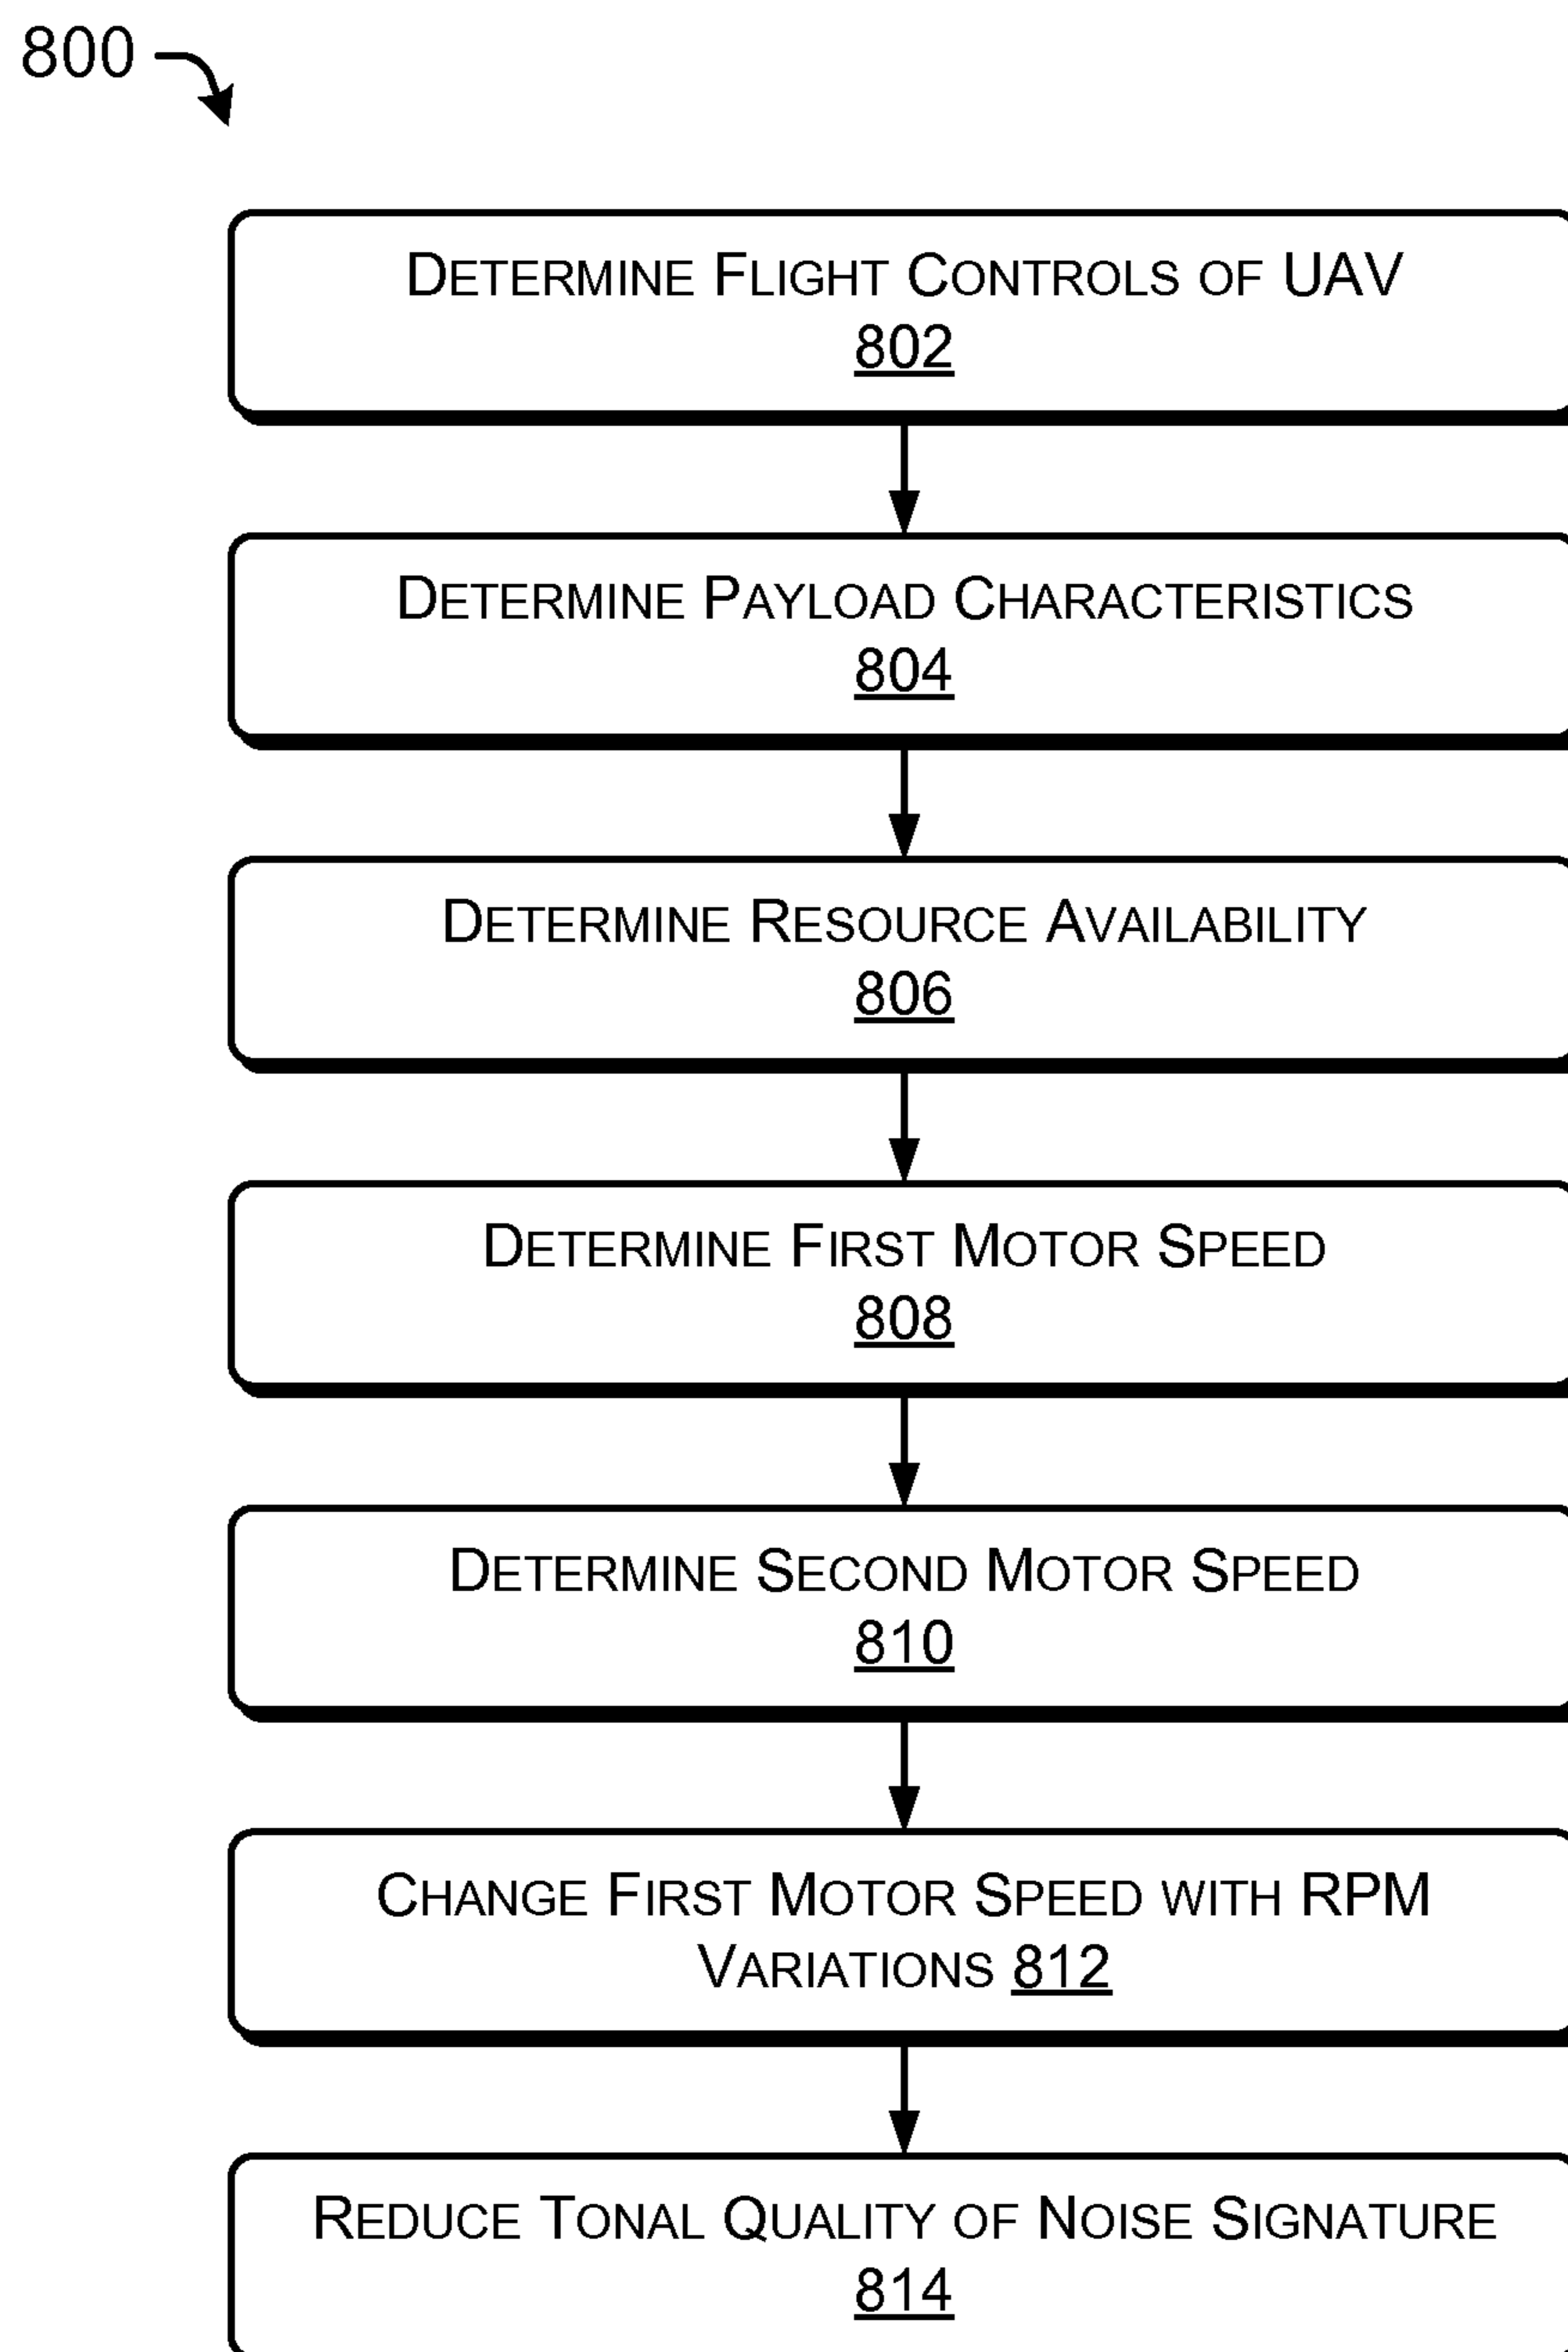 800
Determine Flight Controls of UAV
802
Determine Payload Characteristics
804
Determine Resource Availability
806
Determine First Motor Speed
808
Determine Second Motor Speed
810
Change First Motor Speed with RPM
Variations 812
Reduce Tonal Quality of Noise Signature
814